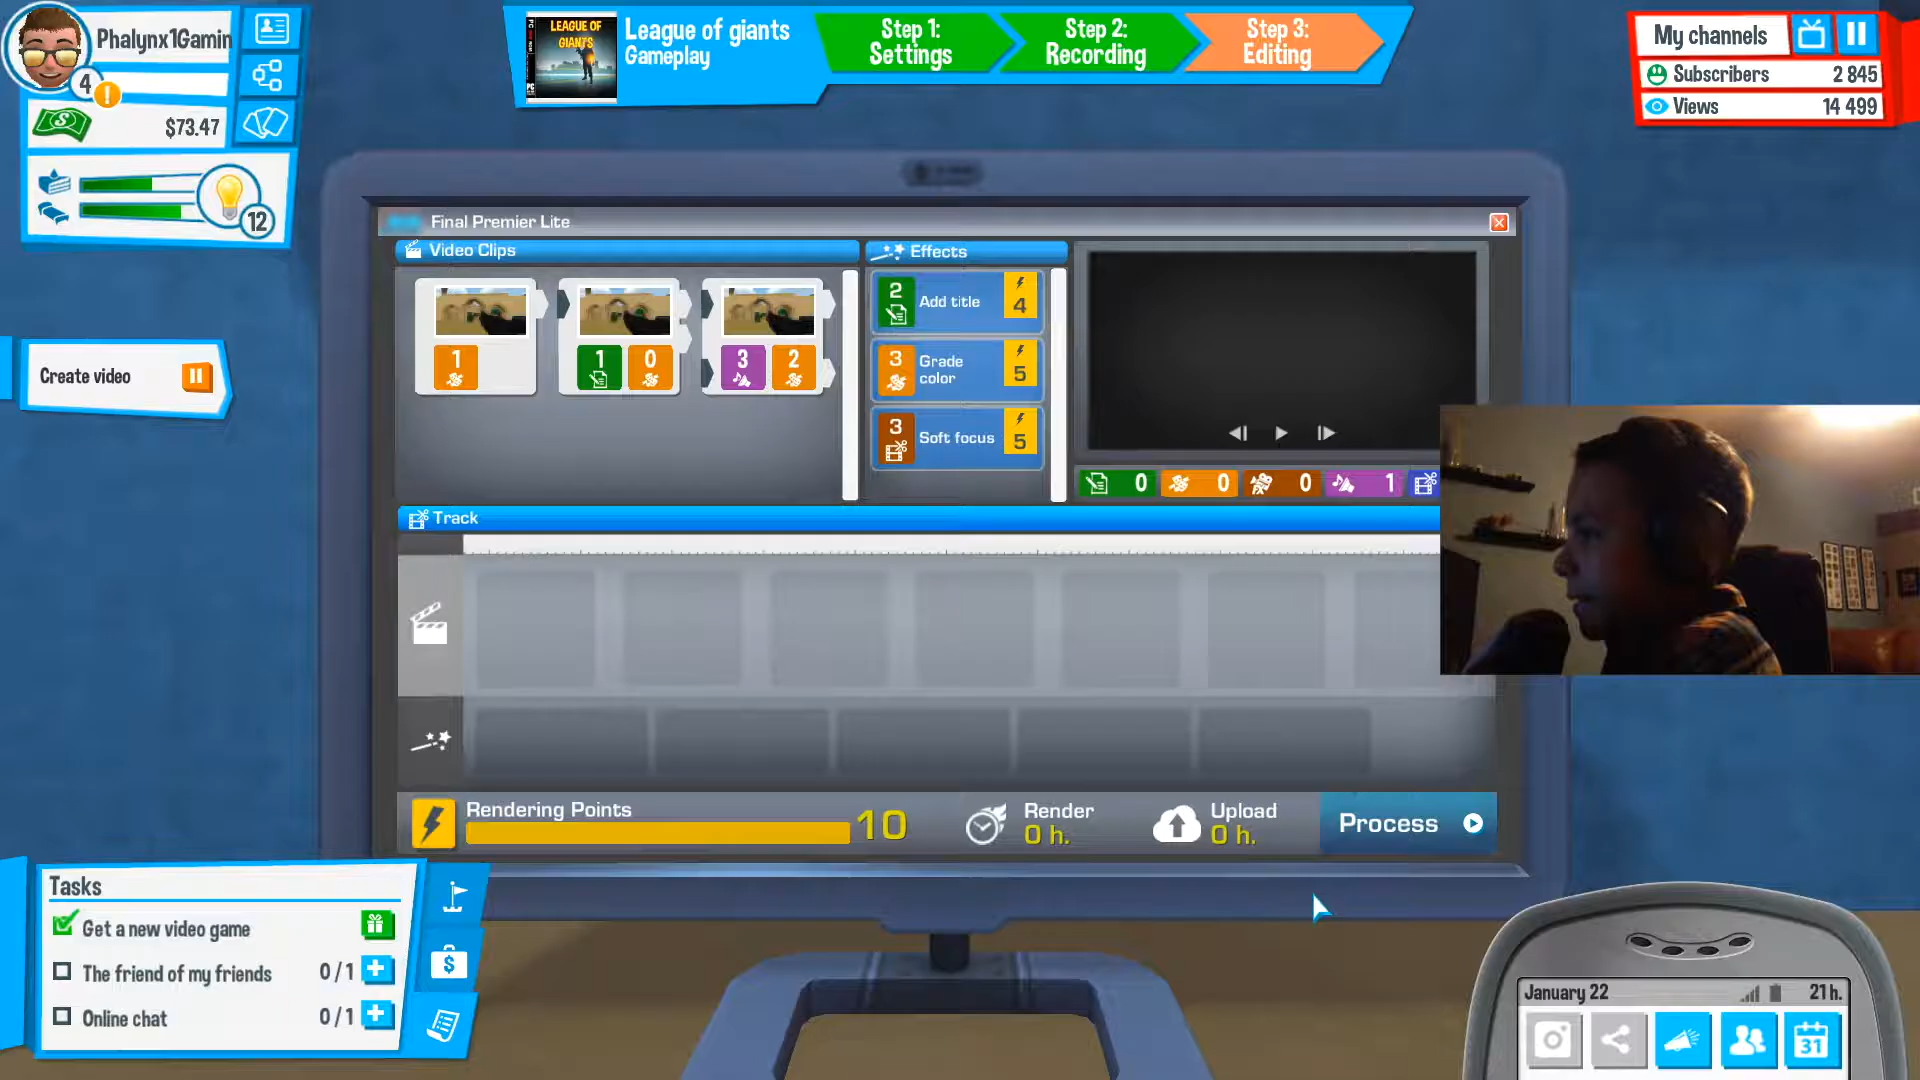 Phalynx1Gamin
4
!
$73.47
12
LEAGUE OF
GIANTS
League of giants
Gameplay
Step 1:
Settings
Step 2:
Recording
Step 3:
Editing
My channels
Subscribers 2 845
Views 14 499
Create video
Final Premier Lite
Video Clips
1
1 0
3 2
Effects
2 Add title 4
3 Grade color 5
3 Soft focus 5
0 0 0 1
Track
Rendering Points 10
Render
0 h.
Upload
0 h.
Process
Tasks
Get a new video game
The friend of my friends 0/1
Online chat 0/1
January 22 21 h.
31